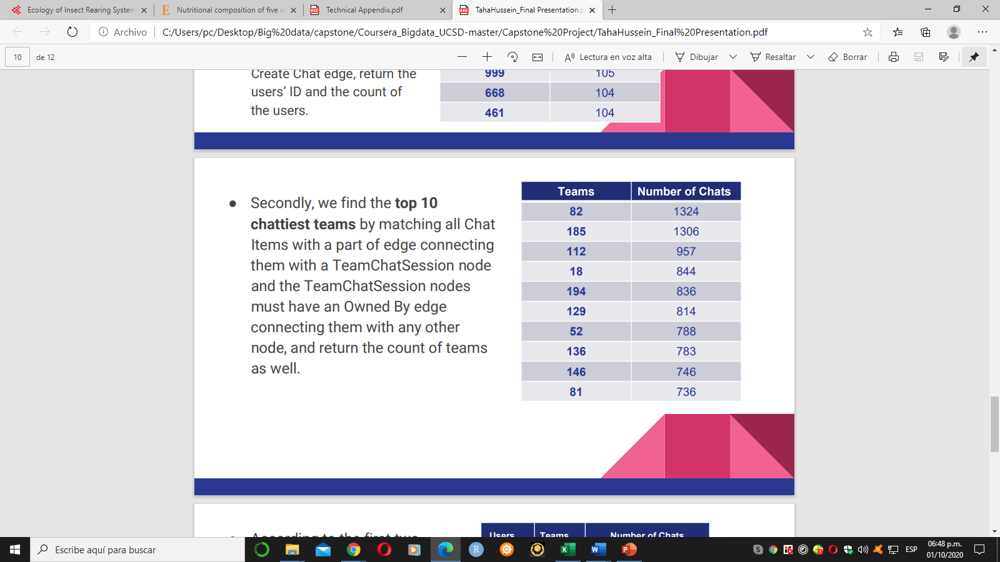 Ecology of Insect Rearing System
Nutritional composition of five c
Technical Appendix.pdf
TahaHussein_Final Presentation.p
Archivo
C:/Users/pc/Desktop/Big%20data/capstone/Coursera_Bigdata_UCSD-master/Capstone%20Project/TahaHussein_Final%20Presentation.pdf
10 de 12
Lectura en voz alta
Dibujar
Resaltar
Borrar
Create Chat edge, return the
users’ ID and the count of
the users.
999 105
668 104
461 104
● Secondly, we find the top 10
chattiest teams by matching all Chat
Items with a part of edge connecting
them with a TeamChatSession node
and the TeamChatSession nodes
must have an Owned By edge
connecting them with any other
node, and return the count of teams
as well.
Teams Number of Chats
82 1324
185 1306
112 957
18 844
194 836
129 814
52 788
136 783
146 746
81 736
According to the first two
Users Teams Number of Chats
Escribe aquí para buscar
ESP
06:48 p.m.
01/10/2020